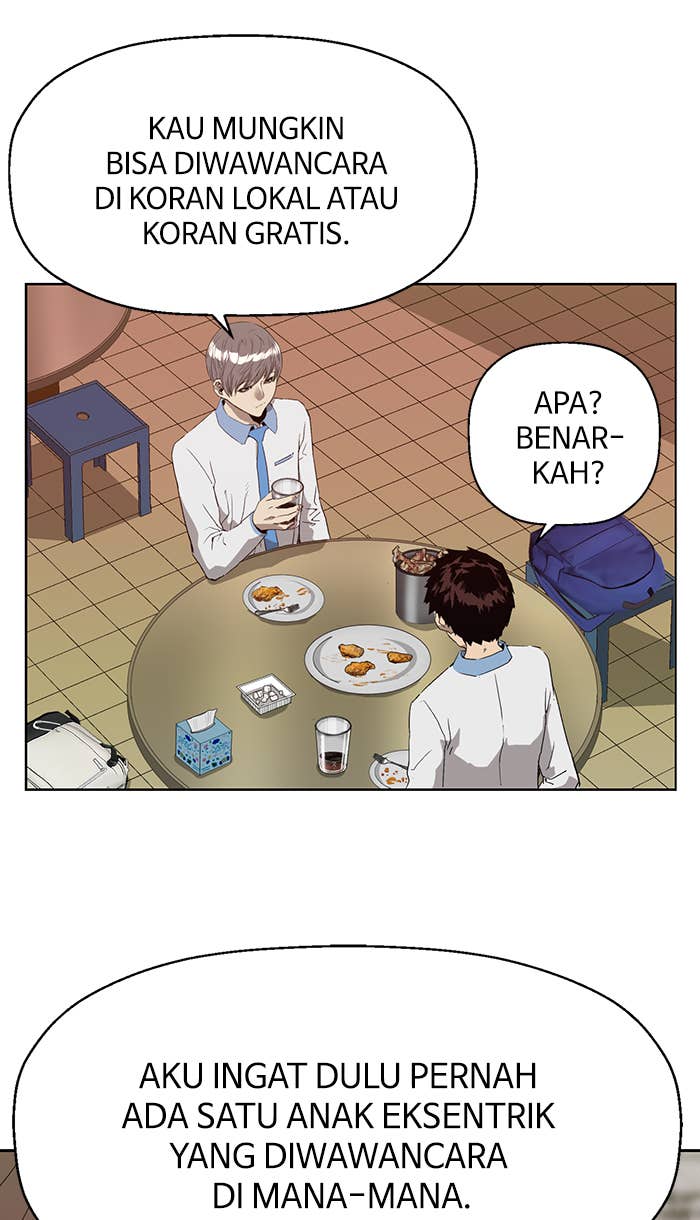 KAU MUNGKIN
BISA DIWAWANCARA
DI KORAN LOKAL ATAU
KORAN GRATIS.
APA?
BENAR-
KAH?
AKU INGAT DULU PERNAH
ADA SATU ANAK EKSENTRIK
YANG DIWAWANCARA
DI MANA-MANA.